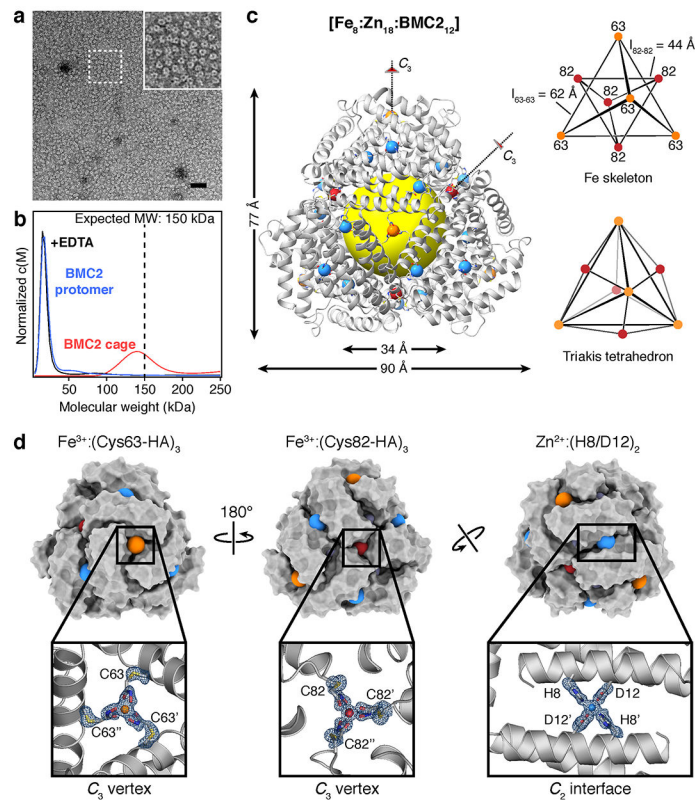 a
b
Expected MW: 150 kDa
+EDTA
BMC2
protomer
BMC2 cage
Normalized c(M)
50
100
150
200
250
Molecular weight (kDa)
c
[Fe8:Zn18:BMC212]
C3
C3
77 Å
34 Å
90 Å
63
l82-82 = 44 Å
82
82
l63-63 = 62 Å
82
63
63
63
82
Fe skeleton
Triakis tetrahedron
d
Fe3+:(Cys63-HA)3
Fe3+:(Cys82-HA)3
Zn2+:(H8/D12)2
180°
C63
C63''
C63'
C3 vertex
C82
C82'
C82''
C3 vertex
H8
D12
D12'
H8'
C2 interface